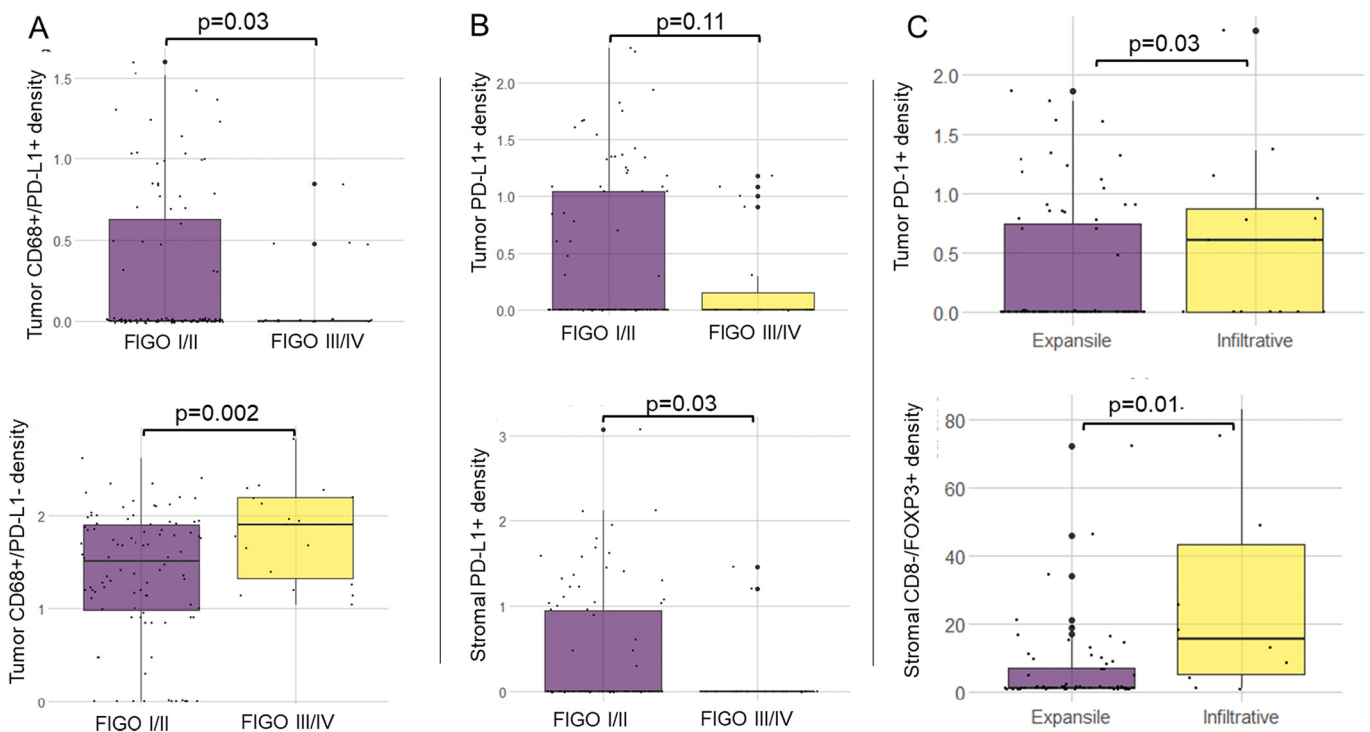 A
p=0.03
Tumor CD68+/PD-L1+ density
1.5
1.0
0.5
0.0
FIGO I/II
FIGO III/IV
p=0.002
Tumor CD68+/PD-L1- density
2
1
0
FIGO I/II
FIGO III/IV
B
p=0.11
Tumor PD-L1+ density
2.0
1.5
1.0
0.5
0.0
FIGO I/II
FIGO III/IV
p=0.03
Stromal PD-L1+ density
3
2
1
0
FIGO I/II
FIGO III/IV
C
p=0.03
Tumor PD-1+ density
2.0
1.5
1.0
0.5
0.0
Expansile
Infiltrative
p=0.01
Stromal CD8-/FOXP3+ density
80
60
40
20
0
Expansile
Infiltrative